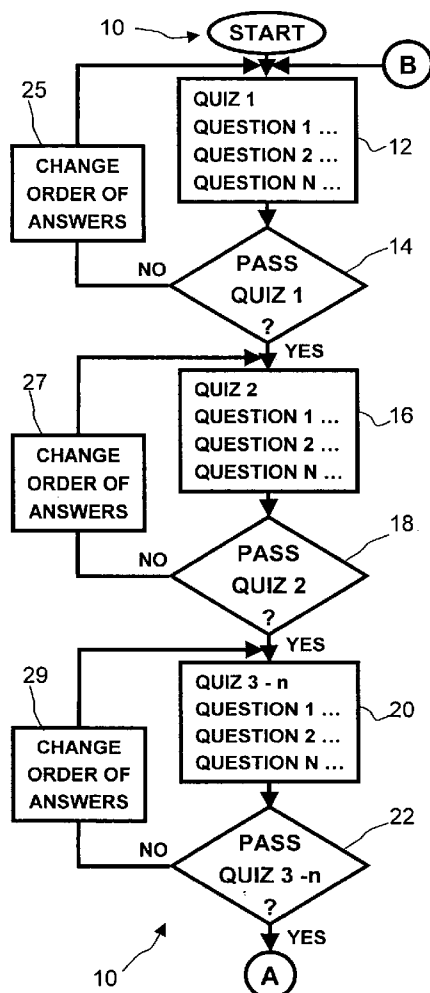 10
START
B
25
QUIZ 1
QUESTION 1 ...
QUESTION 2 ...
QUESTION N ...
12
CHANGE
ORDER OF
ANSWERS
14
NO
PASS
QUIZ 1
?
YES
27
QUIZ 2
QUESTION 1 ...
QUESTION 2 ...
QUESTION N ...
16
CHANGE
ORDER OF
ANSWERS
18
NO
PASS
QUIZ 2
?
YES
29
QUIZ 3 - n
QUESTION 1 ...
QUESTION 2 ...
QUESTION N ...
20
CHANGE
ORDER OF
ANSWERS
22
NO
PASS
QUIZ 3 -n
?
YES
10
A